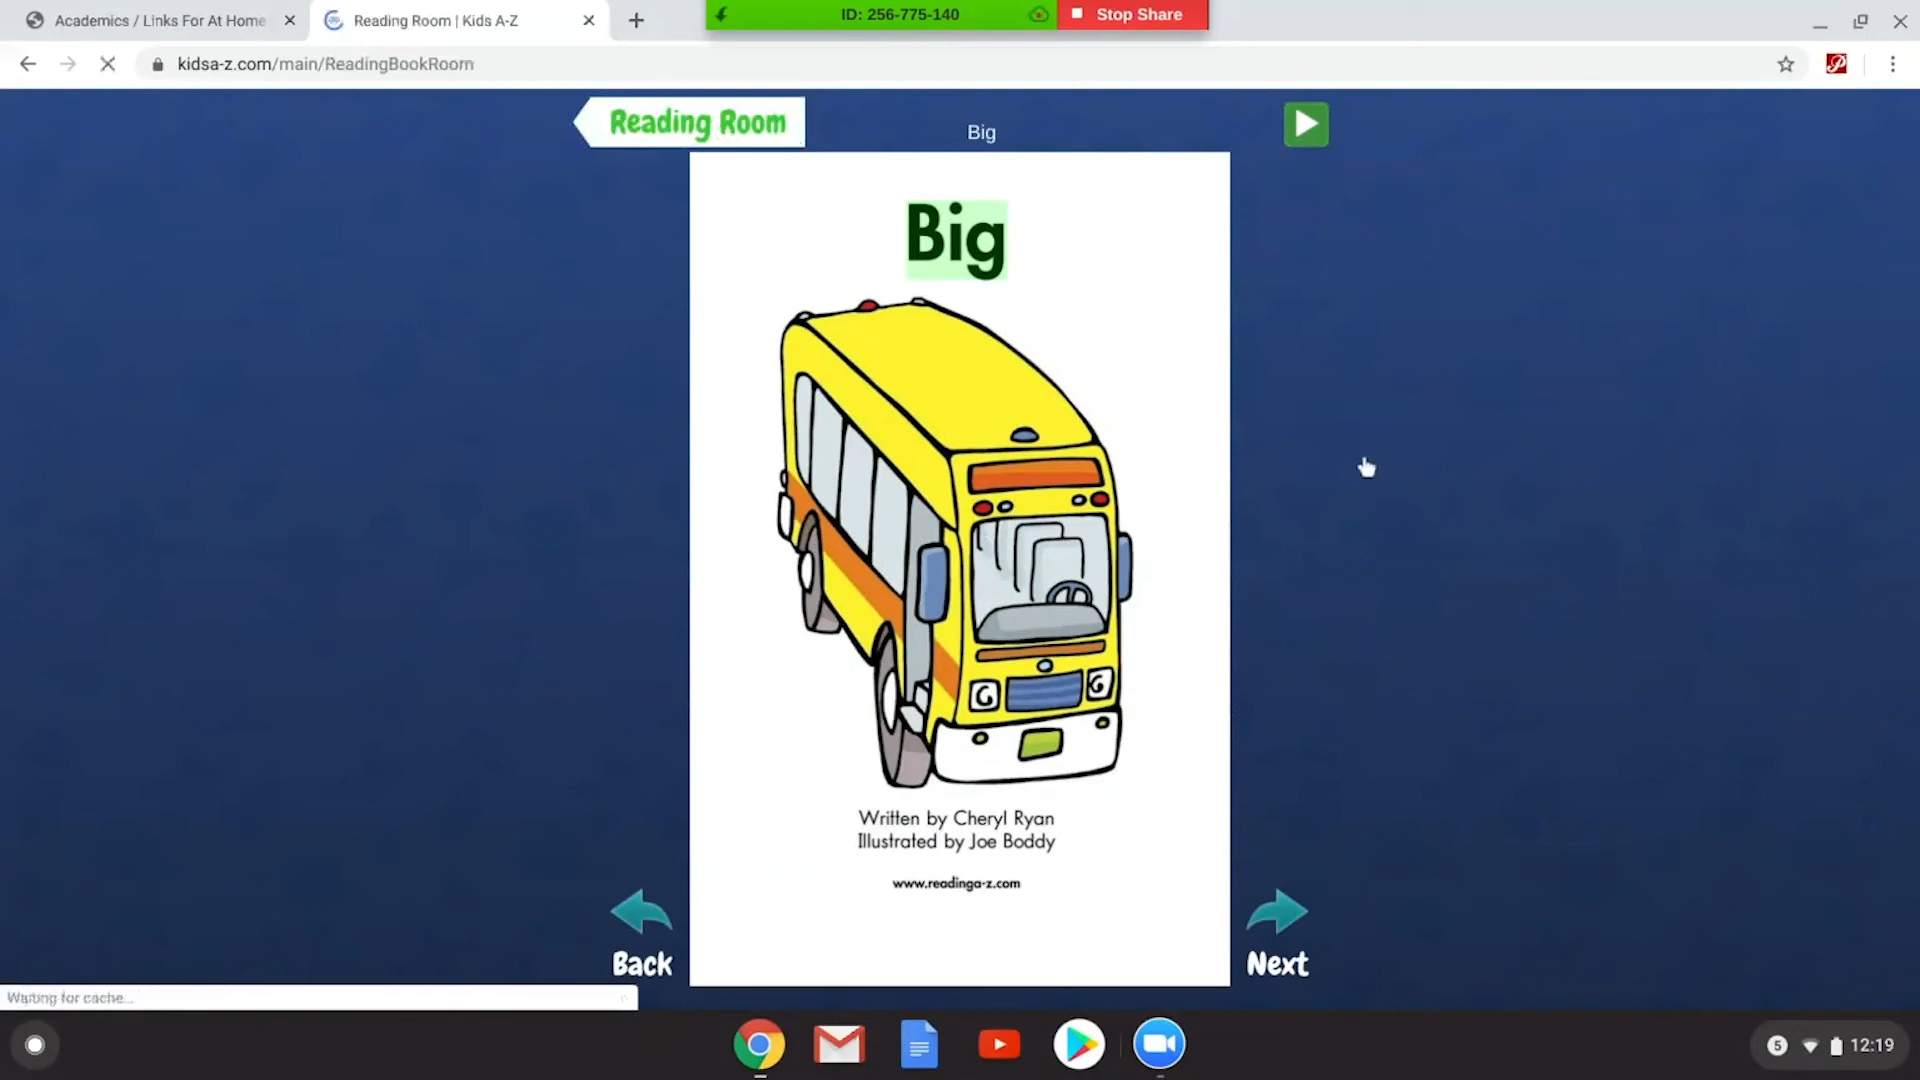 Academics / Links For At Home
Reading Room | Kids A-Z
ID: 256-775-140
Stop Share
kidsa-z.com/main/ReadingBookRoom
Reading Room
Big
Big
Written by Cheryl Ryan
Illustrated by Joe Boddy
www.readinga-z.com
Back
Next
Waiting for cache...
5
12:19